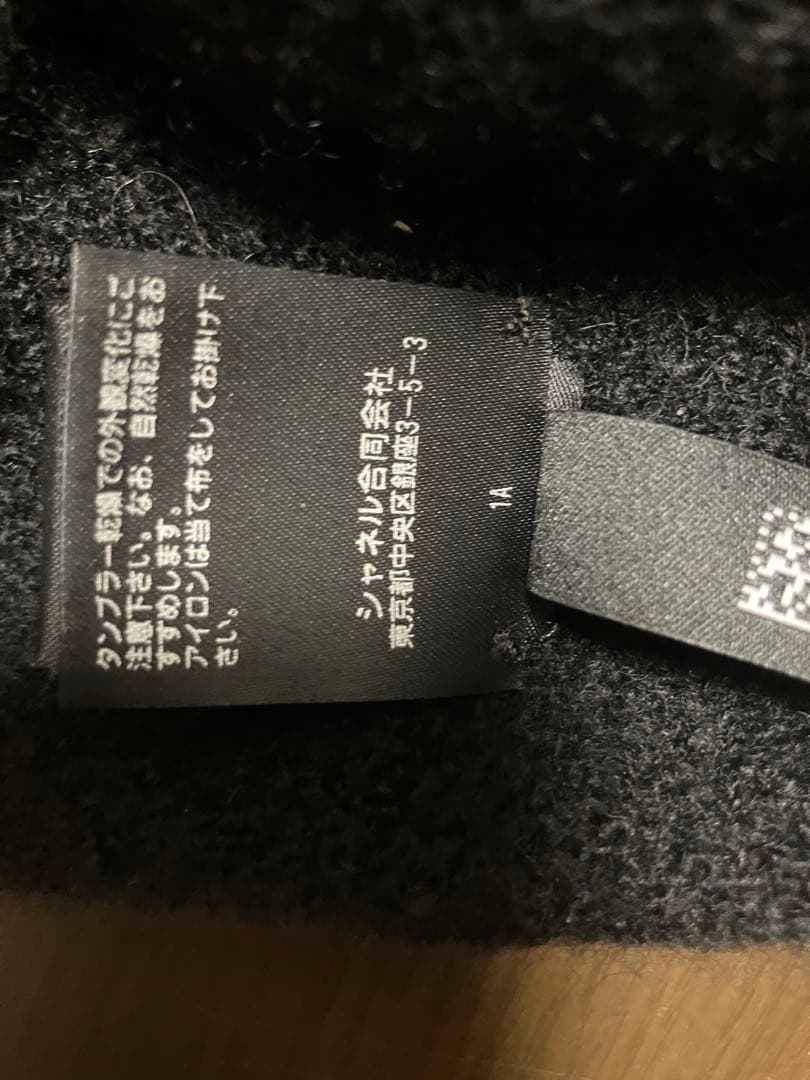 タンブラー乾燥での外観変化にご
注意下さい。なお、自然乾燥をお
すすめします。
アイロンは当て布をしてお掛け下
さい。
シャネル合同会社
東京都中央区銀座3-5-3
1A